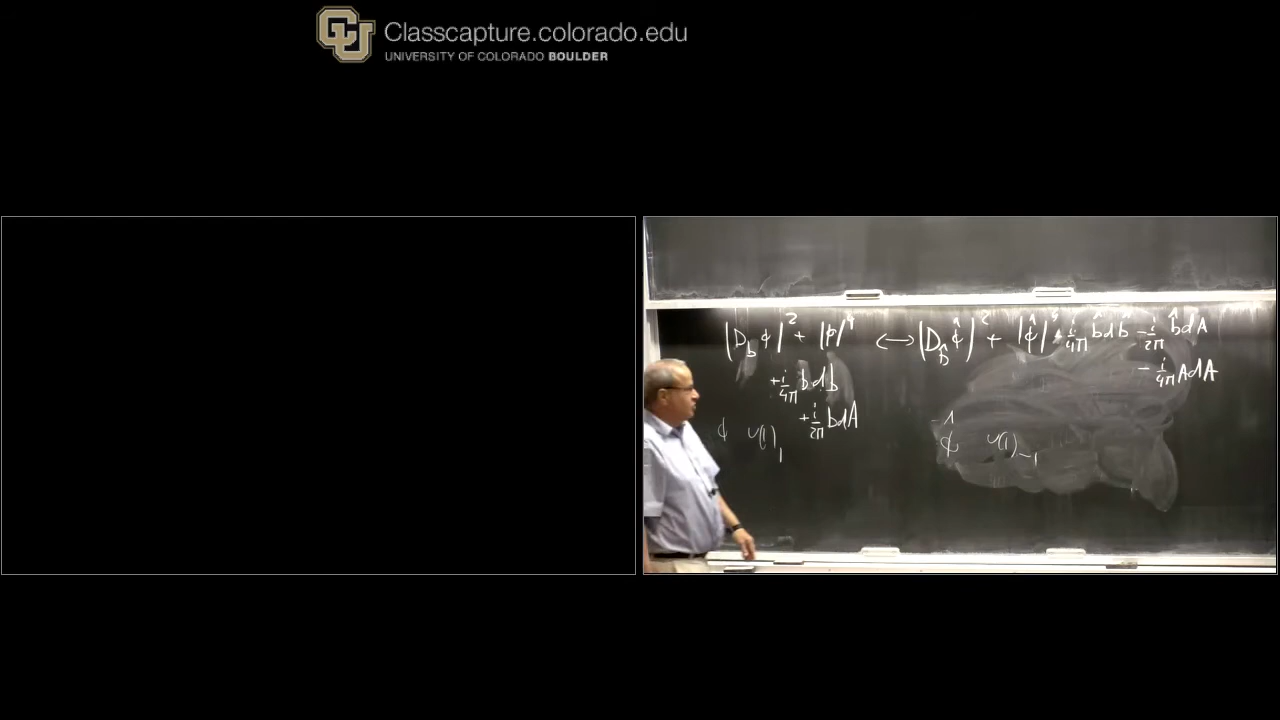 Classcapture.colorado.edu
UNIVERSITY OF COLORADO BOULDER
|D_b φ|² + |φ|⁴ ⟷ |D_b̂ φ̂|² + |φ̂|⁴ - i/4π b̂db̂ - i/2π b̂dA
+ i/4π bdb
- i/4π AdA
+ i/2π bdA
φ U(1)₁
φ̂ U(1)₋₁